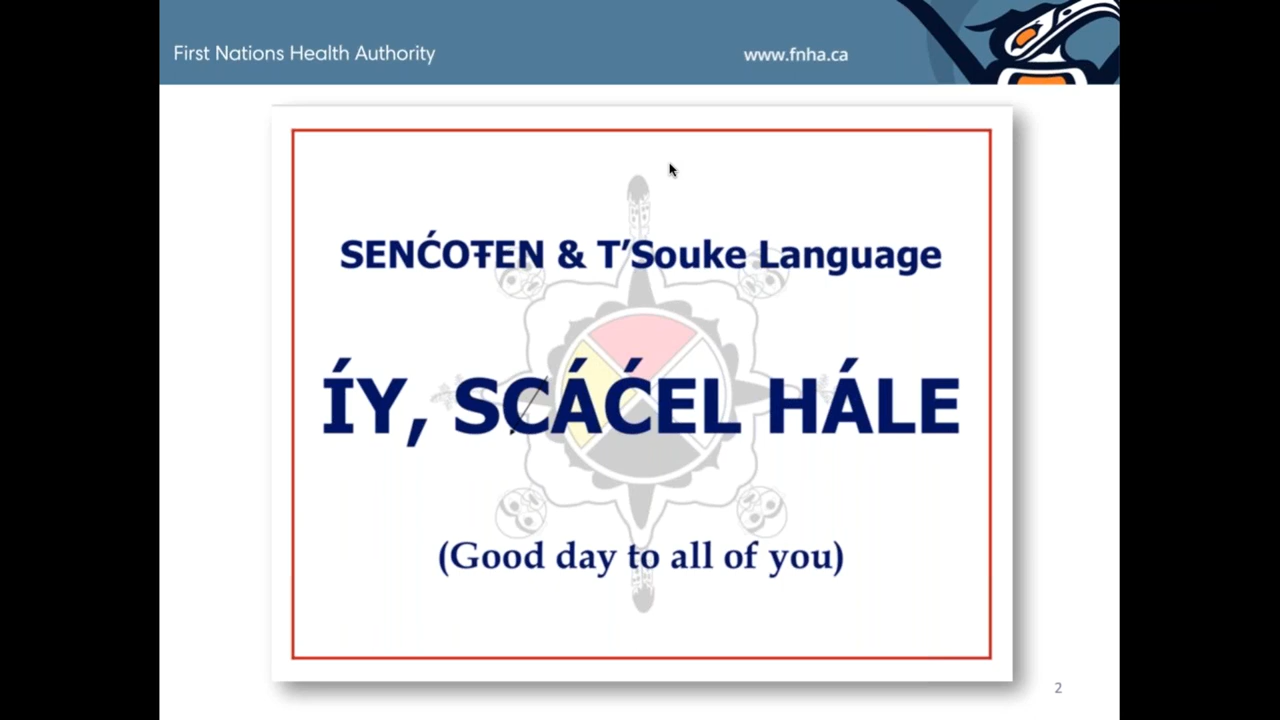 First Nations Health Authority
www.fnha.ca
SENĆOŦEN & T’Souke Language
ÍY, SȻÁĆEL HÁLE
(Good day to all of you)
2